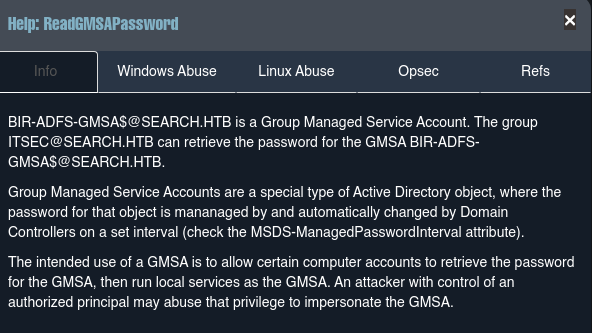 Help: ReadGMSAPassword
×
Info
Windows Abuse
Linux Abuse
Opsec
Refs
BIR-ADFS-GMSA$@SEARCH.HTB is a Group Managed Service Account. The group
ITSEC@SEARCH.HTB can retrieve the password for the GMSA BIR-ADFS-
GMSA$@SEARCH.HTB.
Group Managed Service Accounts are a special type of Active Directory object, where the
password for that object is mananaged by and automatically changed by Domain
Controllers on a set interval (check the MSDS-ManagedPasswordInterval attribute).
The intended use of a GMSA is to allow certain computer accounts to retrieve the password
for the GMSA, then run local services as the GMSA. An attacker with control of an
authorized principal may abuse that privilege to impersonate the GMSA.